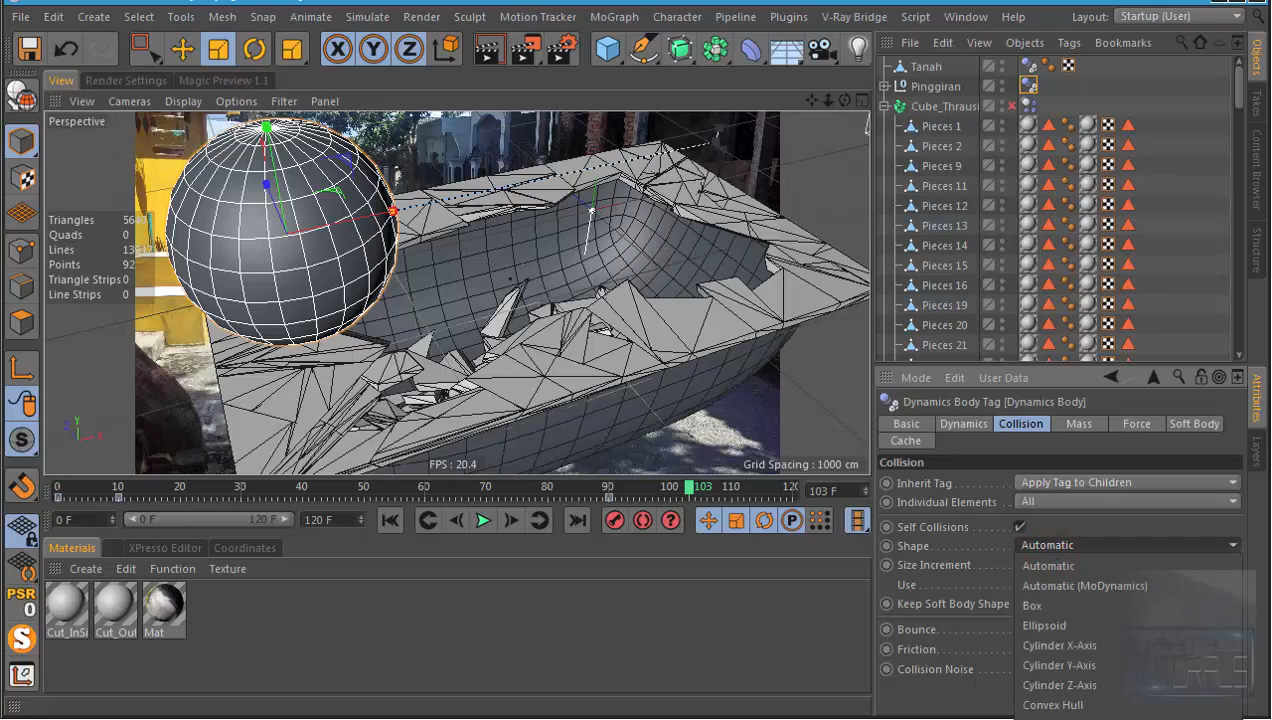 File Edit Create Select Tools Mesh Snap Animate Simulate Render Sculpt Motion Tracker MoGraph Character Pipeline Plugins V-Ray Bridge Script Window Help Layout: Startup (User)
File Edit View Objects Tags Bookmarks
View Render Settings Magic Preview 1.1
View Cameras Display Options Filter Panel
Perspective
Triangles
Quads 0
Lines
Points 92
Triangle Strips 0
Line Strips 0
FPS : 20.4
Grid Spacing : 1000 cm
Tanah
Pinggiran
Cube_Thrausi
Pieces 1
Pieces 2
Pieces 9
Pieces 11
Pieces 12
Pieces 13
Pieces 14
Pieces 15
Pieces 16
Pieces 19
Pieces 20
Pieces 21
Objects
Takes
Content Browser
Structure
0 10 20 30 40 50 60 70 80 90 100 103 110 120 103 F
0 F 0 F 120 F 120 F
Materials XPresso Editor Coordinates
Create Edit Function Texture
Cut_InSi Cut_Out Mat
PSR
0
Mode Edit User Data
Dynamics Body Tag [Dynamics Body]
Basic Dynamics Collision Mass Force Soft Body
Cache
Collision
Inherit Tag Apply Tag to Children
Individual Elements All
Self Collisions
Shape Automatic
Size Increment
Use
Keep Soft Body Shape
Bounce
Friction
Collision Noise
Automatic
Automatic (MoDynamics)
Box
Ellipsoid
Cylinder X-Axis
Cylinder Y-Axis
Cylinder Z-Axis
Convex Hull
Attributes
Layers